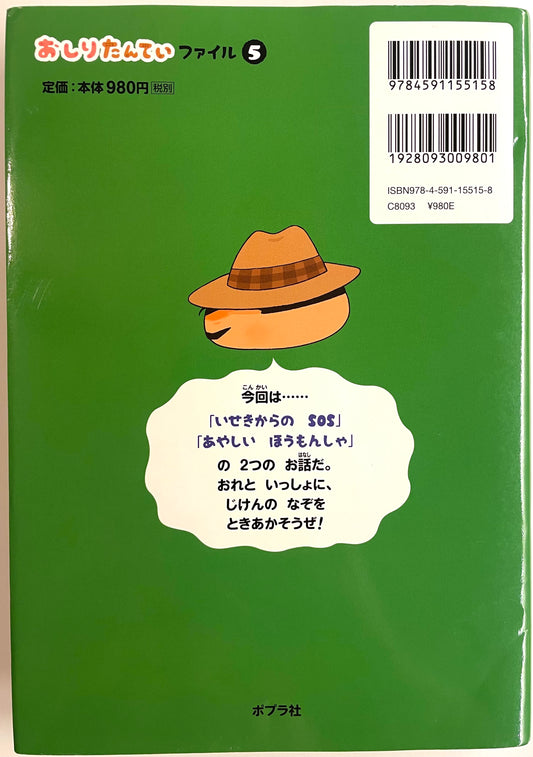 おしりたんてい ファイル 5
定価：本体980円 税別
9784591155158
1928093009801
ISBN978-4-591-15515-8
C8093 ¥980E
こんかい
今回は……
「いせきからの SOS」
「あやしい ほうもんしゃ」
はなし
の 2つの お話だ。
おれと いっしょに、
じけんの なぞを
ときあかそうぜ！
ポプラ社